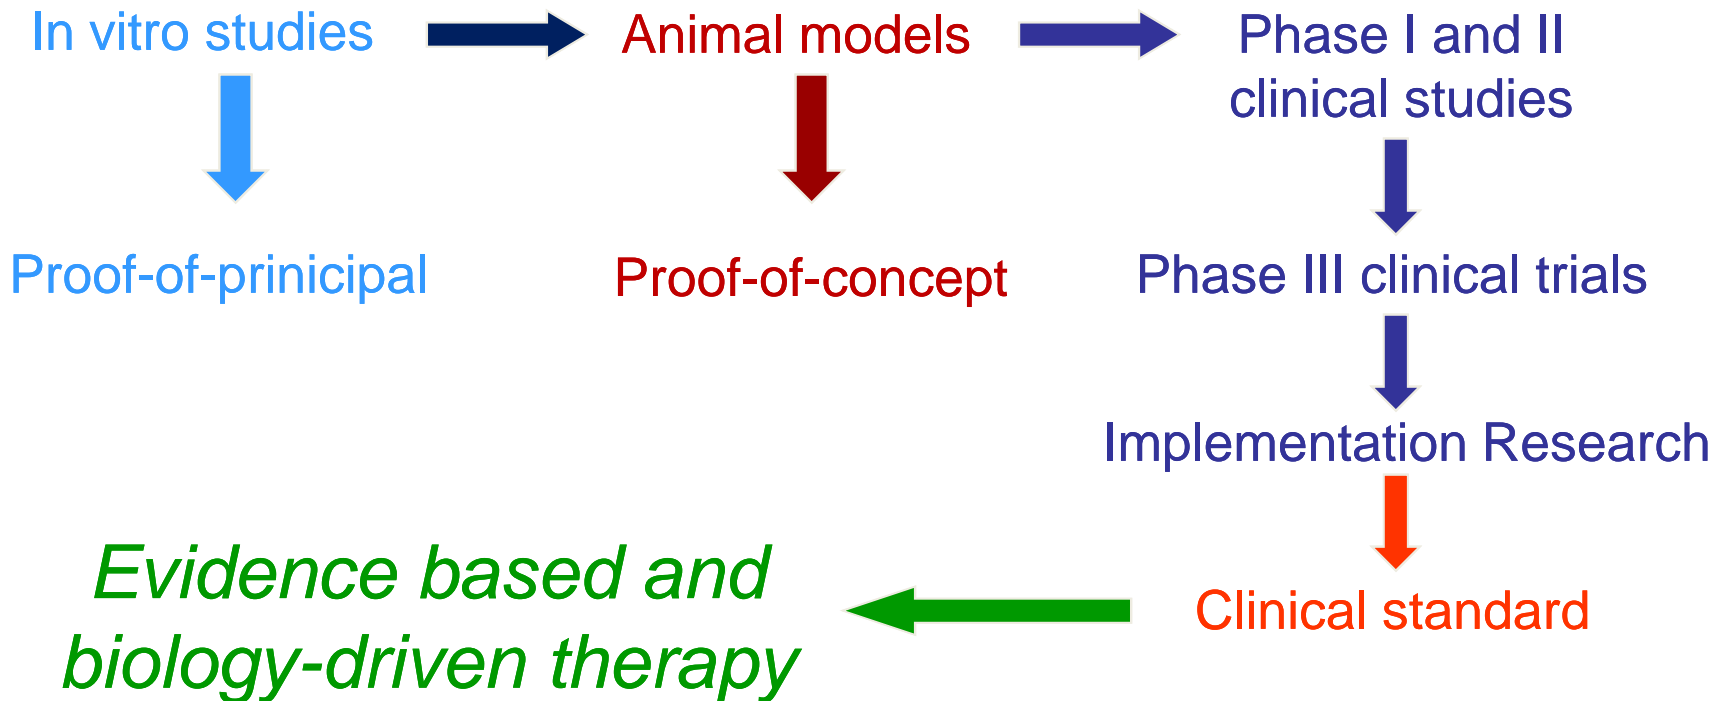 In vitro studies
Animal models
Phase I and II
clinical studies
Proof-of-prinicipal
Proof-of-concept
Phase III clinical trials
Implementation Research
Evidence based and
biology-driven therapy
Clinical standard